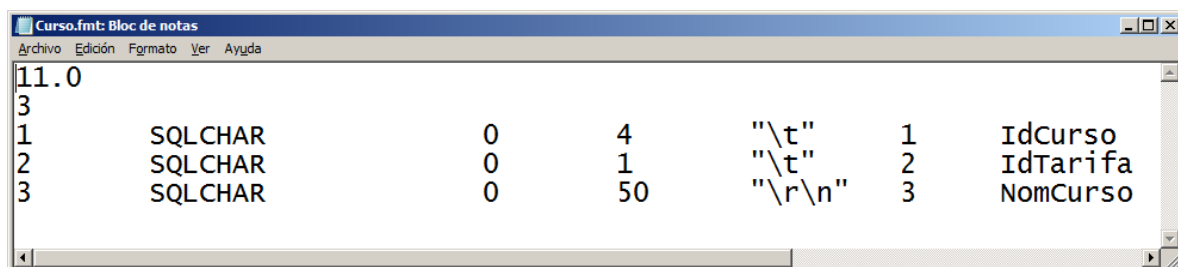 Curso.fmt: Bloc de notas
Archivo Edición Formato Ver Ayuda
11.0
3
1 SQLCHAR 0 4 "\t" 1 IdCurso
2 SQLCHAR 0 1 "\t" 2 IdTarifa
3 SQLCHAR 0 50 "\r\n" 3 NomCurso